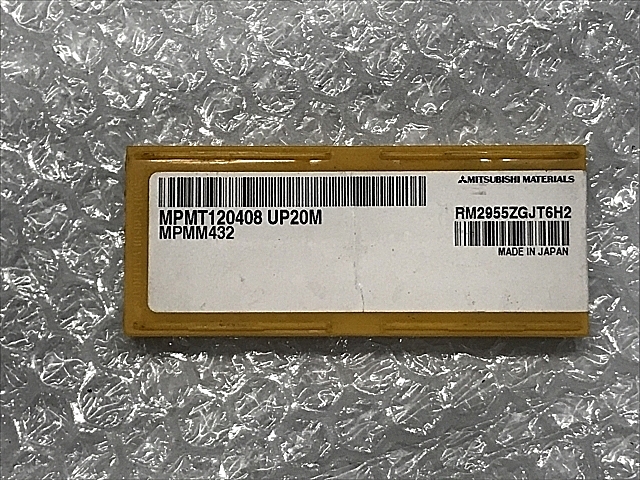 MITSUBISHI MATERIALS
MPMT120408 UP20M
MPMM432
RM2955ZGJT6H2
MADE IN JAPAN